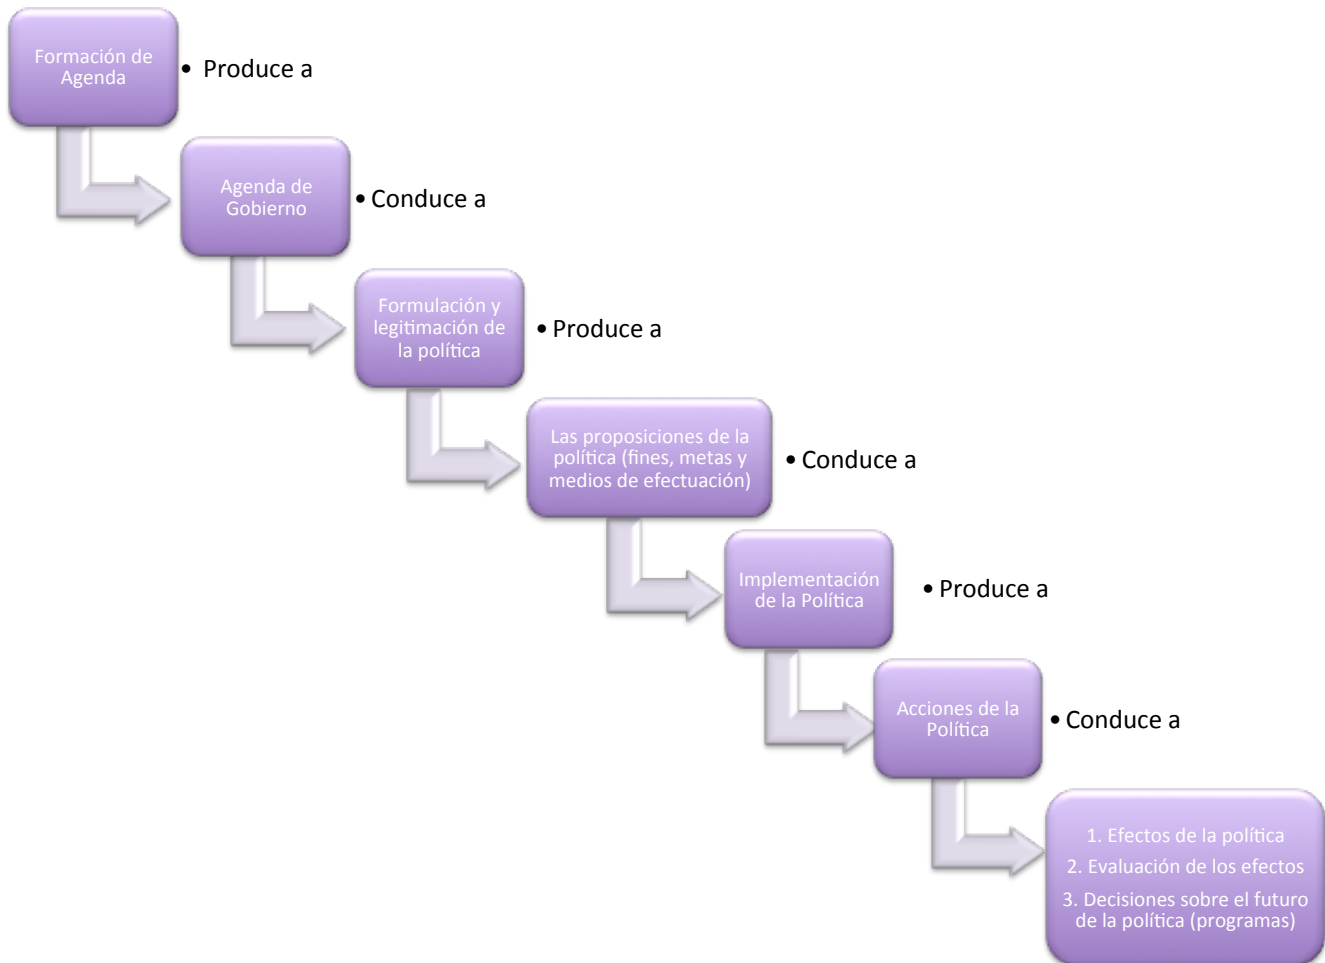 Formación de
Agenda
• Produce a
Agenda de
Gobierno
• Conduce a
Formulación y
legitimación de
la política
• Produce a
Las proposiciones de la
política (fines, metas y
medios de efectuación)
• Conduce a
Implementación
de la Política
• Produce a
Acciones de la
Política
• Conduce a
1. Efectos de la política
2. Evaluación de los efectos
3. Decisiones sobre el futuro
de la política (programas)